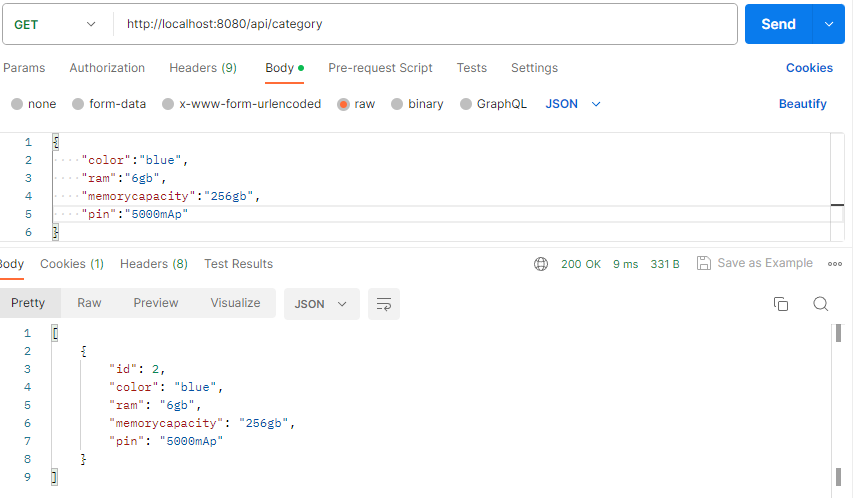 GET http://localhost:8080/api/category Send
Params Authorization Headers (9) Body Pre-request Script Tests Settings Cookies
none form-data x-www-form-urlencoded raw binary GraphQL JSON Beautify
1 {
2 "color":"blue",
3 "ram":"6gb",
4 "memorycapacity":"256gb",
5 "pin":"5000mAp"
6 }
Body Cookies (1) Headers (8) Test Results 200 OK 9 ms 331 B Save as Example
Pretty Raw Preview Visualize JSON
1 [
2 {
3 "id": 2,
4 "color": "blue",
5 "ram": "6gb",
6 "memorycapacity": "256gb",
7 "pin": "5000mAp"
8 }
9 ]